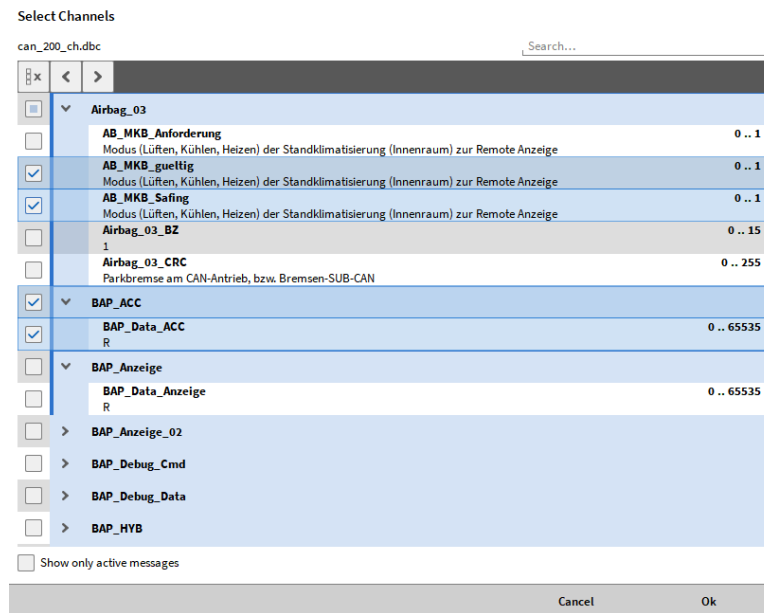 Select Channels
can_200_ch.dbc
Search...
Airbag_03
AB_MKB_Anforderung 0 .. 1
Modus (Lüften, Kühlen, Heizen) der Standklimatisierung (Innenraum) zur Remote Anzeige
AB_MKB_gueltig 0 .. 1
Modus (Lüften, Kühlen, Heizen) der Standklimatisierung (Innenraum) zur Remote Anzeige
AB_MKB_Safing 0 .. 1
Modus (Lüften, Kühlen, Heizen) der Standklimatisierung (Innenraum) zur Remote Anzeige
Airbag_03_BZ 0 .. 15
1
Airbag_03_CRC 0 .. 255
Parkbremse am CAN-Antrieb, bzw. Bremsen-SUB-CAN
BAP_ACC
BAP_Data_ACC 0 .. 65535
R
BAP_Anzeige
BAP_Data_Anzeige 0 .. 65535
R
BAP_Anzeige_02
BAP_Debug_Cmd
BAP_Debug_Data
BAP_HYB
Show only active messages
Cancel Ok